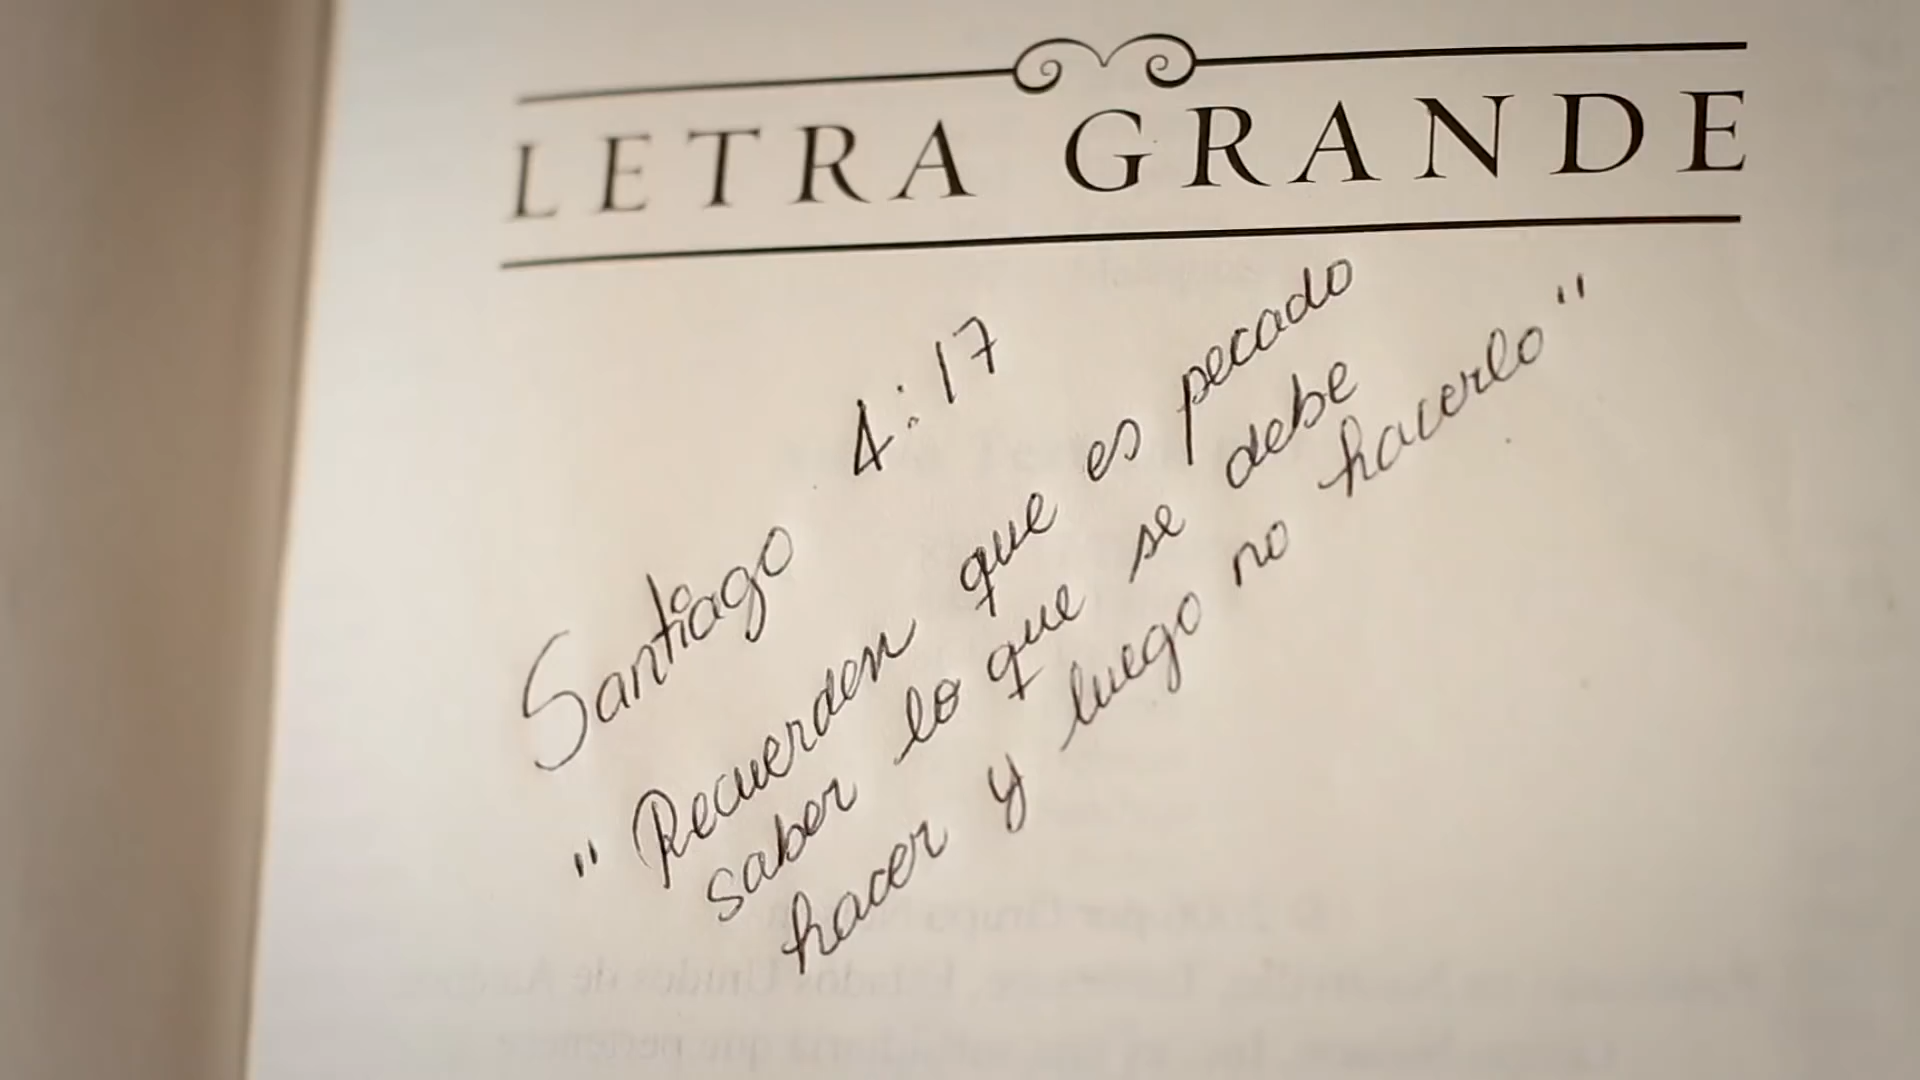 LETRA GRANDE
Santiago 4:17
"Recuerden que es pecado
saber lo que se debe
hacer y luego no hacerlo"